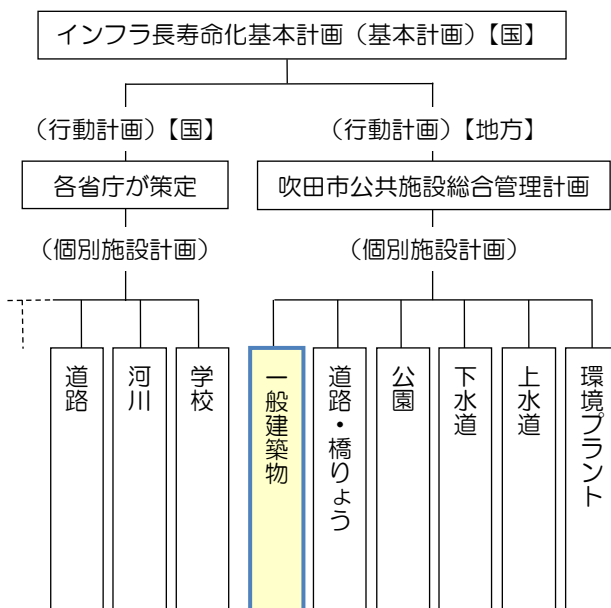 インフラ長寿命化基本計画（基本計画）【国】
（行動計画）【国】
（行動計画）【地方】
各省庁が策定
吹田市公共施設総合管理計画
（個別施設計画）
（個別施設計画）
道路
河川
学校
一般建築物
道路・橋りょう
公園
下水道
上水道
環境プラント